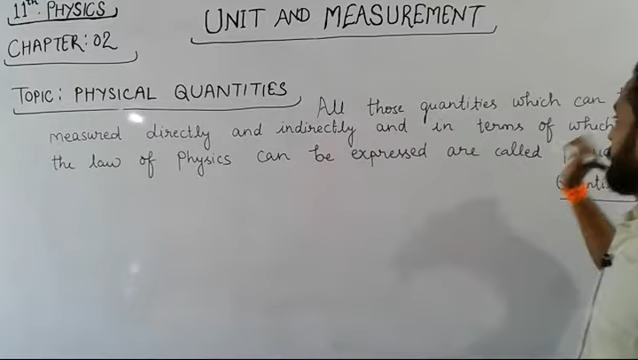 11th. PHYSICS
UNIT AND MEASUREMENT
CHAPTER: 02
TOPIC: PHYSICAL QUANTITIES
All those quantities which can
measured directly and indirectly and in terms of which
the law of Physics can be expressed are called